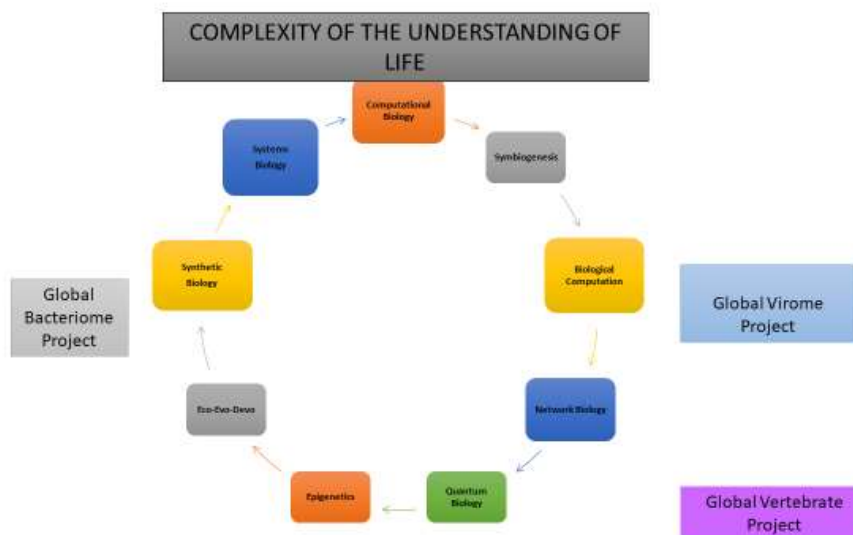 COMPLEXITY OF THE UNDERSTANDING OF
LIFE
Computational
Biology
Systems
Biology
Symbiogenesis
Synthetic
Biology
Biological
Computation
Global
Bacteriome
Project
Global Virome
Project
Eco-Evo-Devo
Network Biology
Epigenetics
Quantum
Biology
Global Vertebrate
Project